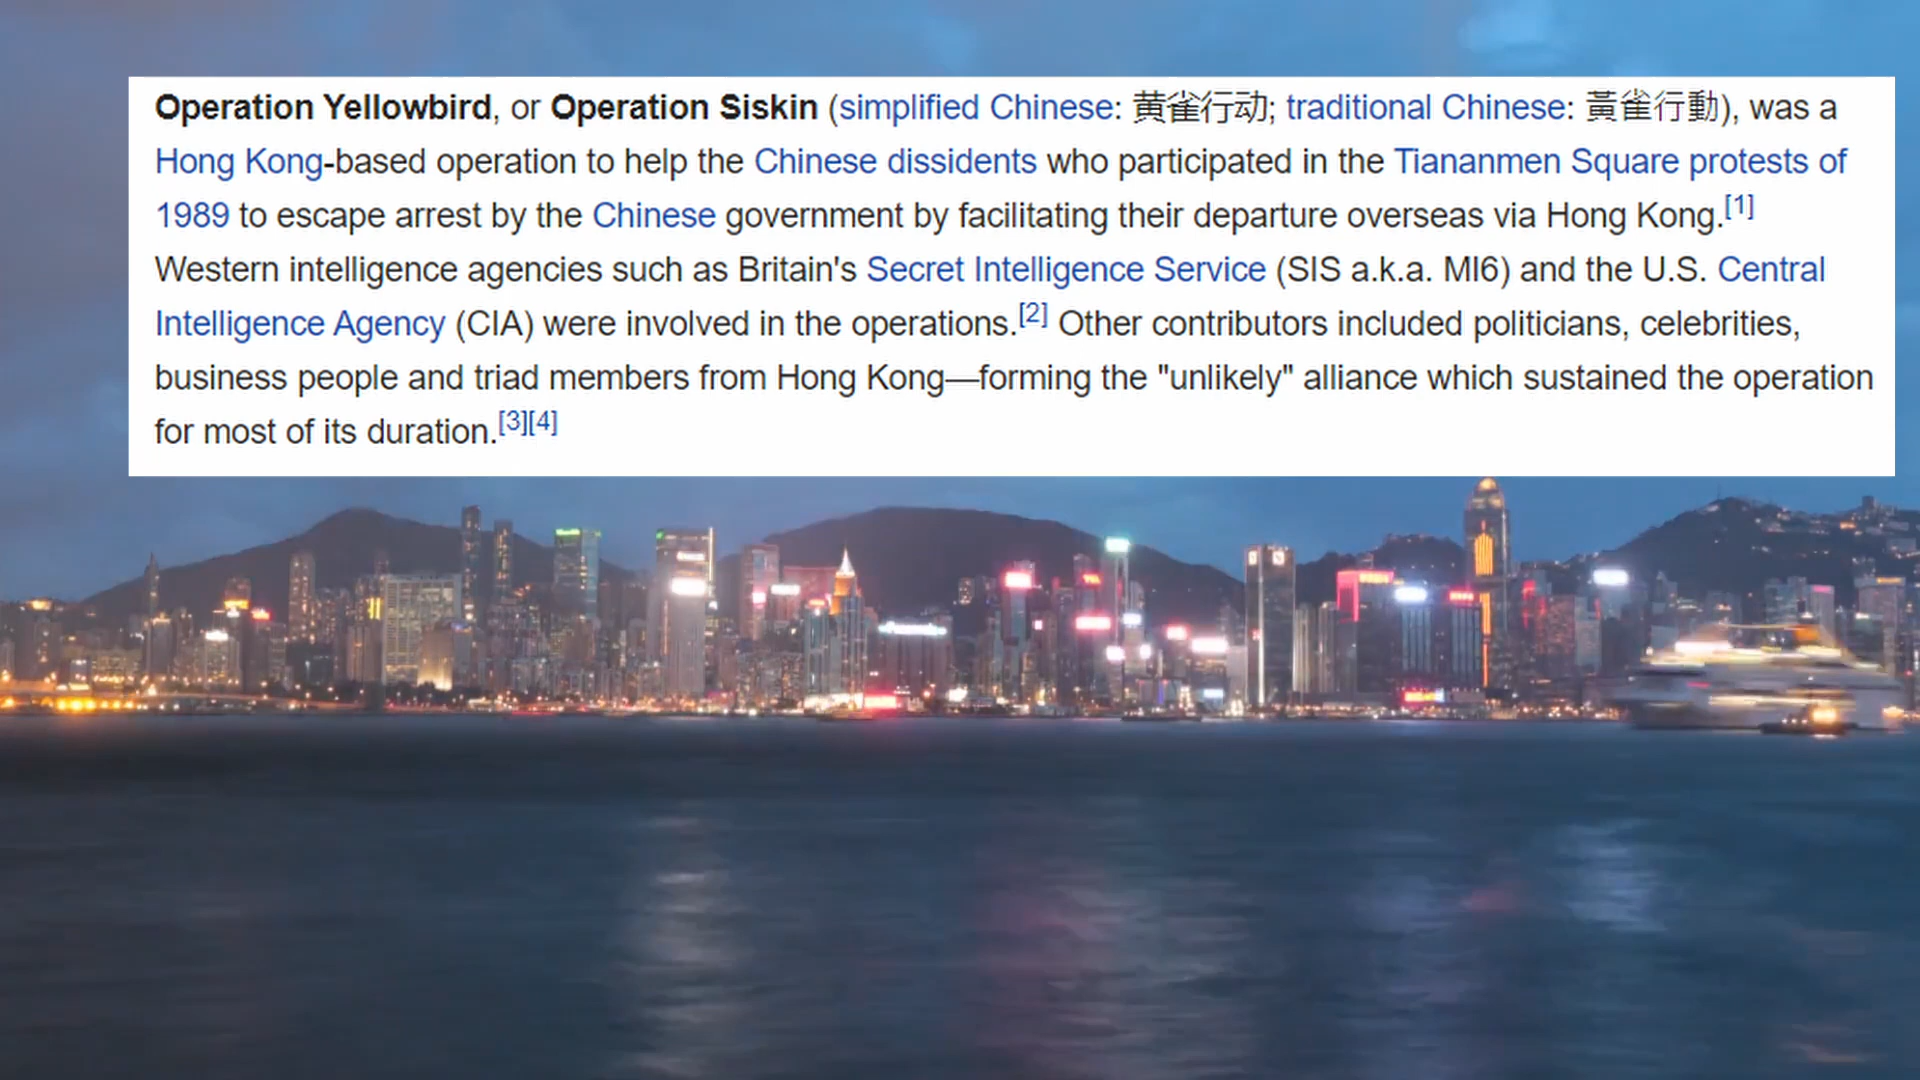 Operation Yellowbird, or Operation Siskin (simplified Chinese: 黄雀行动; traditional Chinese: 黃雀行動), was a
Hong Kong-based operation to help the Chinese dissidents who participated in the Tiananmen Square protests of
1989 to escape arrest by the Chinese government by facilitating their departure overseas via Hong Kong.[1]
Western intelligence agencies such as Britain's Secret Intelligence Service (SIS a.k.a. MI6) and the U.S. Central
Intelligence Agency (CIA) were involved in the operations.[2] Other contributors included politicians, celebrities,
business people and triad members from Hong Kong—forming the "unlikely" alliance which sustained the operation
for most of its duration.[3][4]